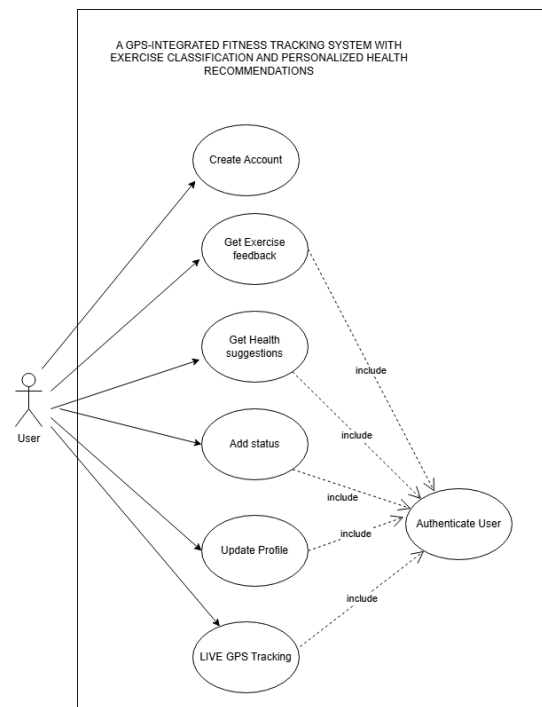 A GPS-INTEGRATED FITNESS TRACKING SYSTEM WITH
EXERCISE CLASSIFICATION AND PERSONALIZED HEALTH
RECOMMENDATIONS
Create Account
Get Exercise
feedback
Get Health
suggestions
include
User
Add status
include
include
Authenticate User
include
Update Profile
include
LIVE GPS Tracking